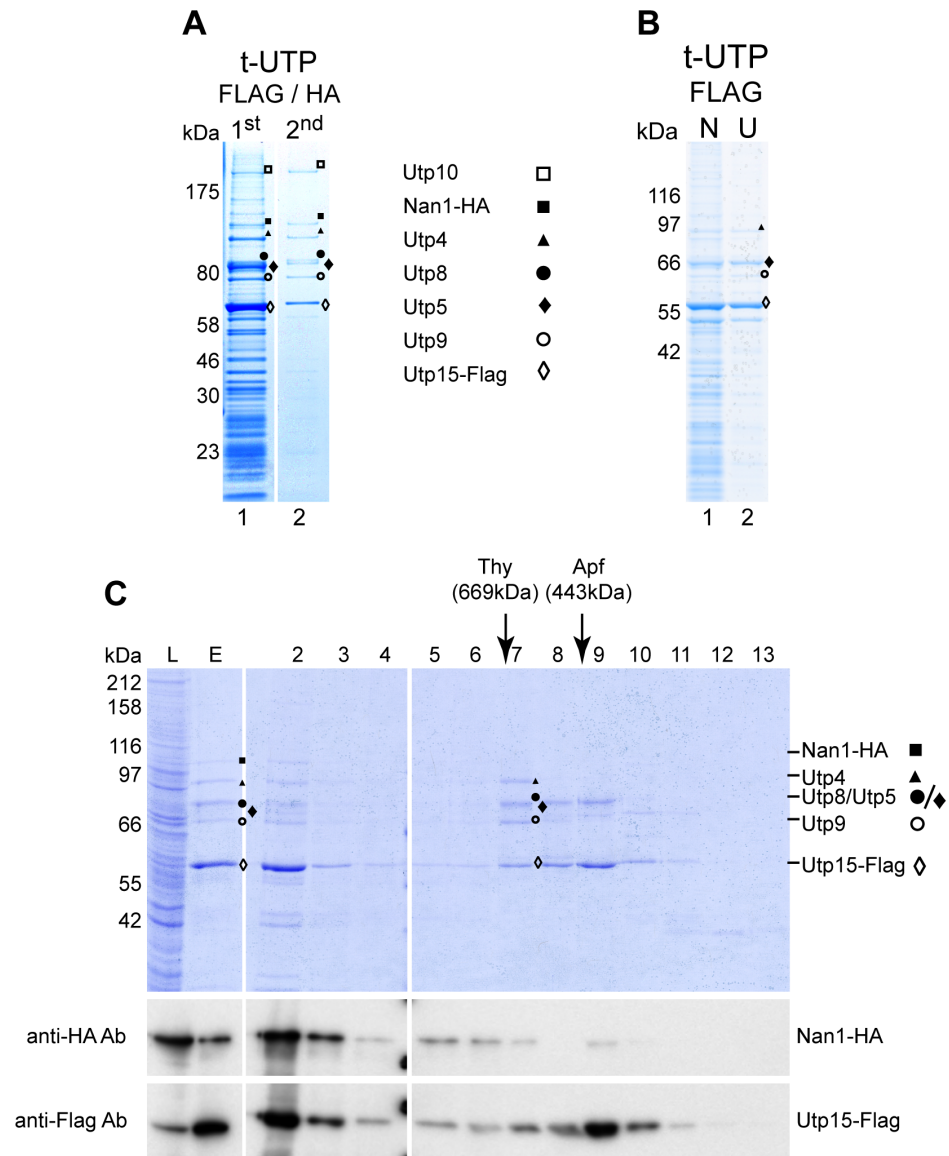 A
t-UTP
FLAG / HA
kDa 1st 2nd
175
80
58
46
30
23
1 2
Utp10
Nan1-HA
Utp4
Utp8
Utp5
Utp9
Utp15-Flag
B
t-UTP
FLAG
kDa N U
116
97
66
55
42
1 2
C
Thy Apf
(669kDa) (443kDa)
kDa L E 2 3 4 5 6 7 8 9 10 11 12 13
212
158
116
97
66
55
42
Nan1-HA
Utp4
Utp8/Utp5 /
Utp9
Utp15-Flag
anti-HA Ab Nan1-HA
anti-Flag Ab Utp15-Flag